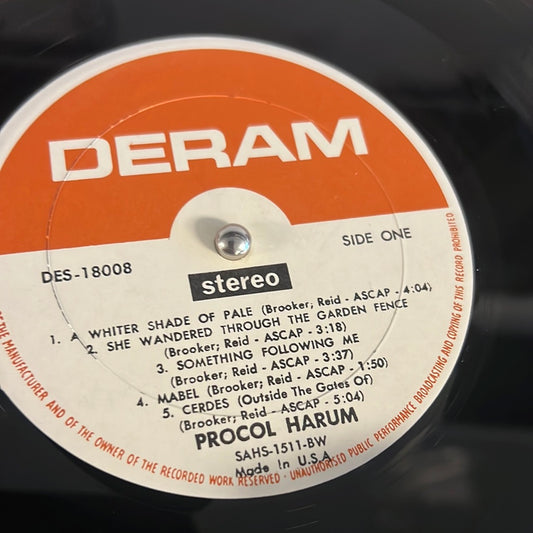 DERAM
SIDE ONE
DES-18008
stereo
1. A WHITER SHADE OF PALE (Brooker; Reid - ASCAP - 4:04)
2. SHE WANDERED THROUGH THE GARDEN FENCE
(Brooker; Reid - ASCAP - 3:18)
3. SOMETHING FOLLOWING ME
(Brooker; Reid - ASCAP - 3:37)
4. MABEL (Brooker; Reid - ASCAP - 1:50)
5. CERDES (Outside The Gates Of)
(Brooker; Reid - ASCAP - 5:04)
PROCOL HARUM
SAHS-1511-BW
Made In U.S.A.
THE MANUFACTURER AND OF THE OWNER OF THE RECORDED WORK RESERVED - UNAUTHORISED PUBLIC PERFORMANCE BROADCASTING AND COPYING OF THIS RECORD PROHIBITED